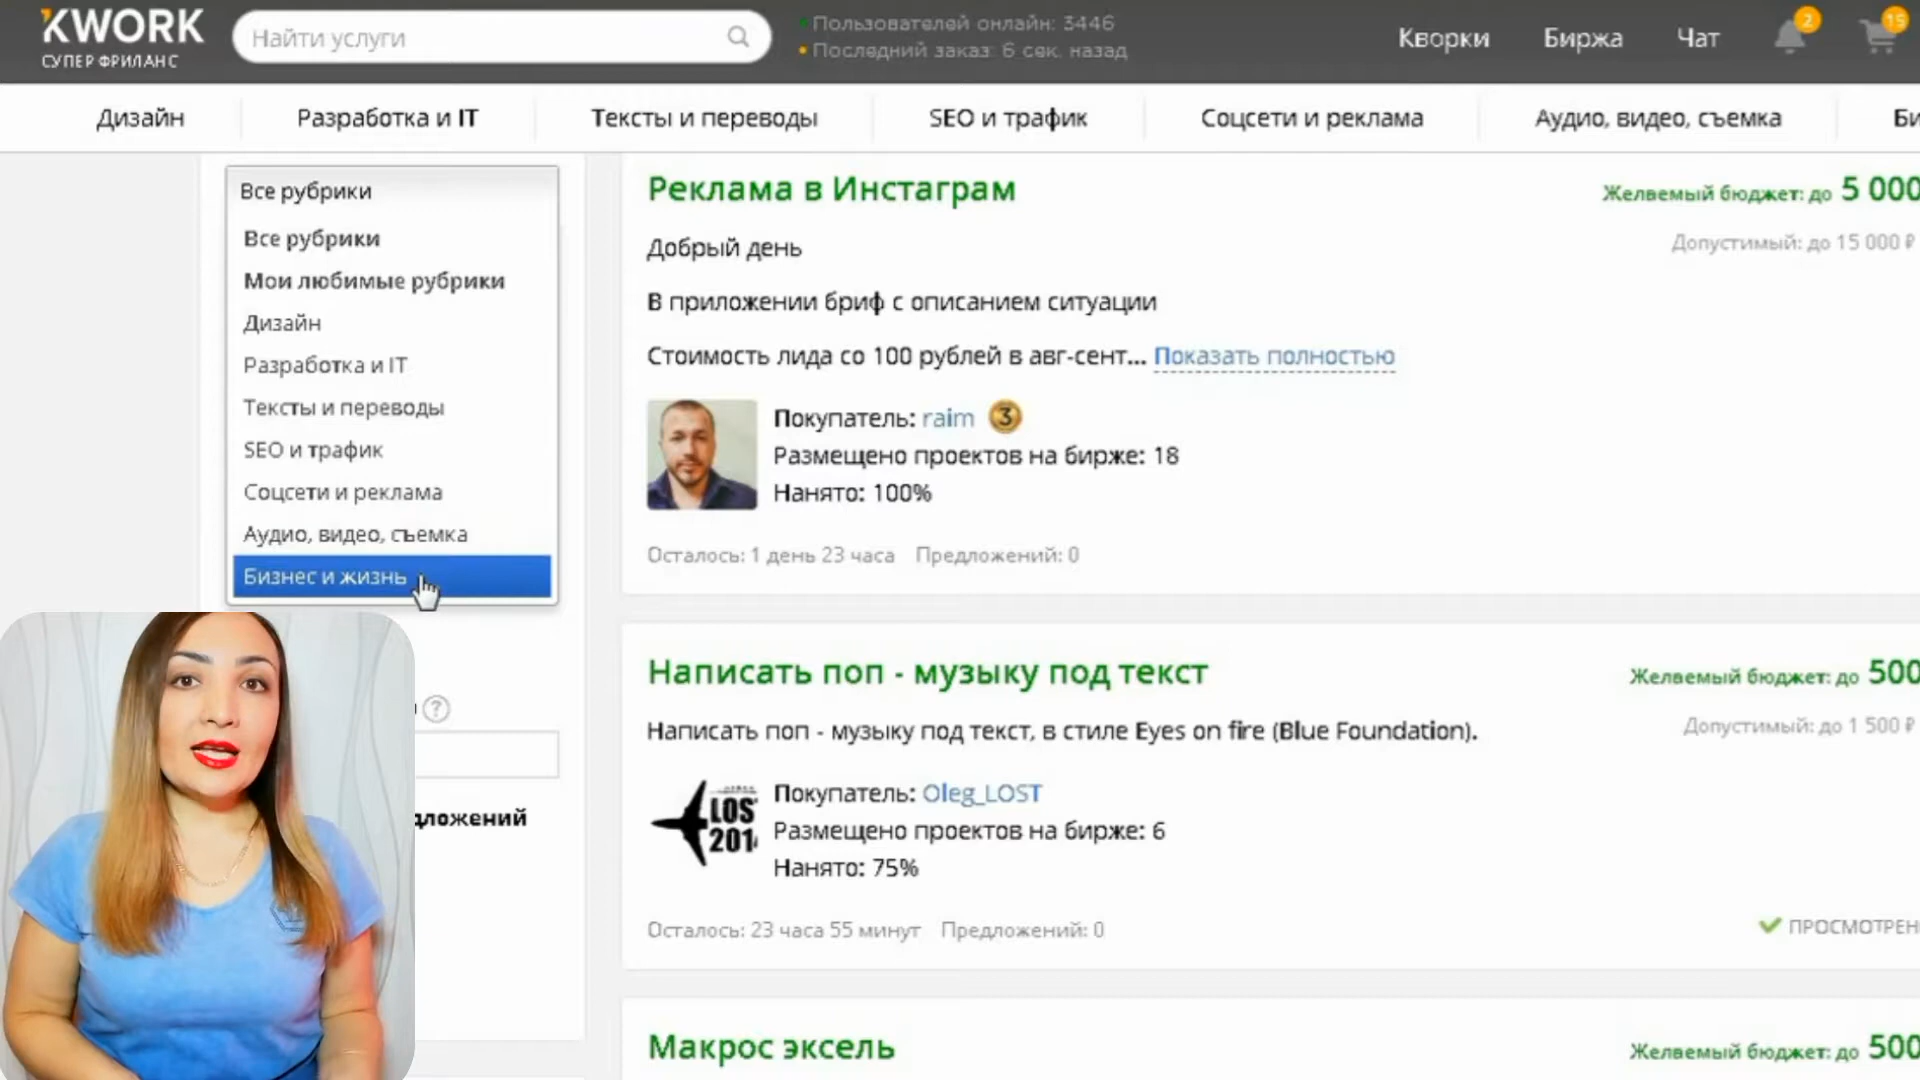 KWORK
СУПЕР ФРИЛАНС
Найти услуги
Пользователей онлайн: 3446
Последний заказ: 6 сек. назад
Кворки
Биржа
Чат
2
15
Дизайн
Разработка и IT
Тексты и переводы
SEO и трафик
Соцсети и реклама
Аудио, видео, съемка
Би
Все рубрики
Все рубрики
Мои любимые рубрики
Дизайн
Разработка и IT
Тексты и переводы
SEO и трафик
Соцсети и реклама
Аудио, видео, съемка
Бизнес и жизнь
?
дложений
Реклама в Инстаграм
Желаемый бюджет: до 5 000
Допустимый: до 15 000 ₽
Добрый день
В приложении бриф с описанием ситуации
Стоимость лида со 100 рублей в авг-сент... Показать полностью
Покупатель: raim 3
Размещено проектов на бирже: 18
Нанято: 100%
Осталось: 1 день 23 часа Предложений: 0
Написать поп - музыку под текст
Желаемый бюджет: до 500
Допустимый: до 1 500 ₽
Написать поп - музыку под текст, в стиле Eyes on fire (Blue Foundation).
LOS
201
Покупатель: Oleg_LOST
Размещено проектов на бирже: 6
Нанято: 75%
Осталось: 23 часа 55 минут Предложений: 0
ПРОСМОТРЕН
Макрос эксель
Желаемый бюджет: до 500